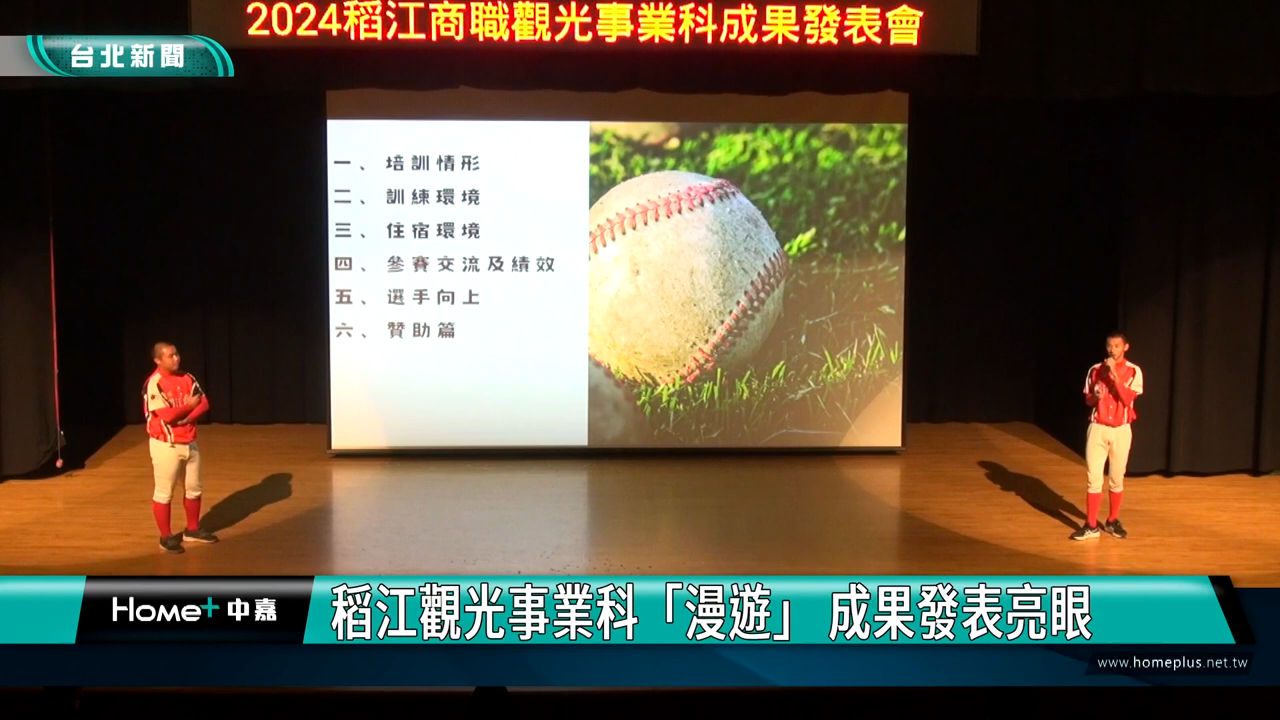 2024稻江商職觀光事業科成果發表會
台北新聞
一、培訓情形
二、訓練環境
三、住宿環境
四、參賽交流及績效
五、選手向上
六、贊助篇
Home+中嘉
稻江觀光事業科「漫遊」 成果發表亮眼
www.homeplus.net.tw